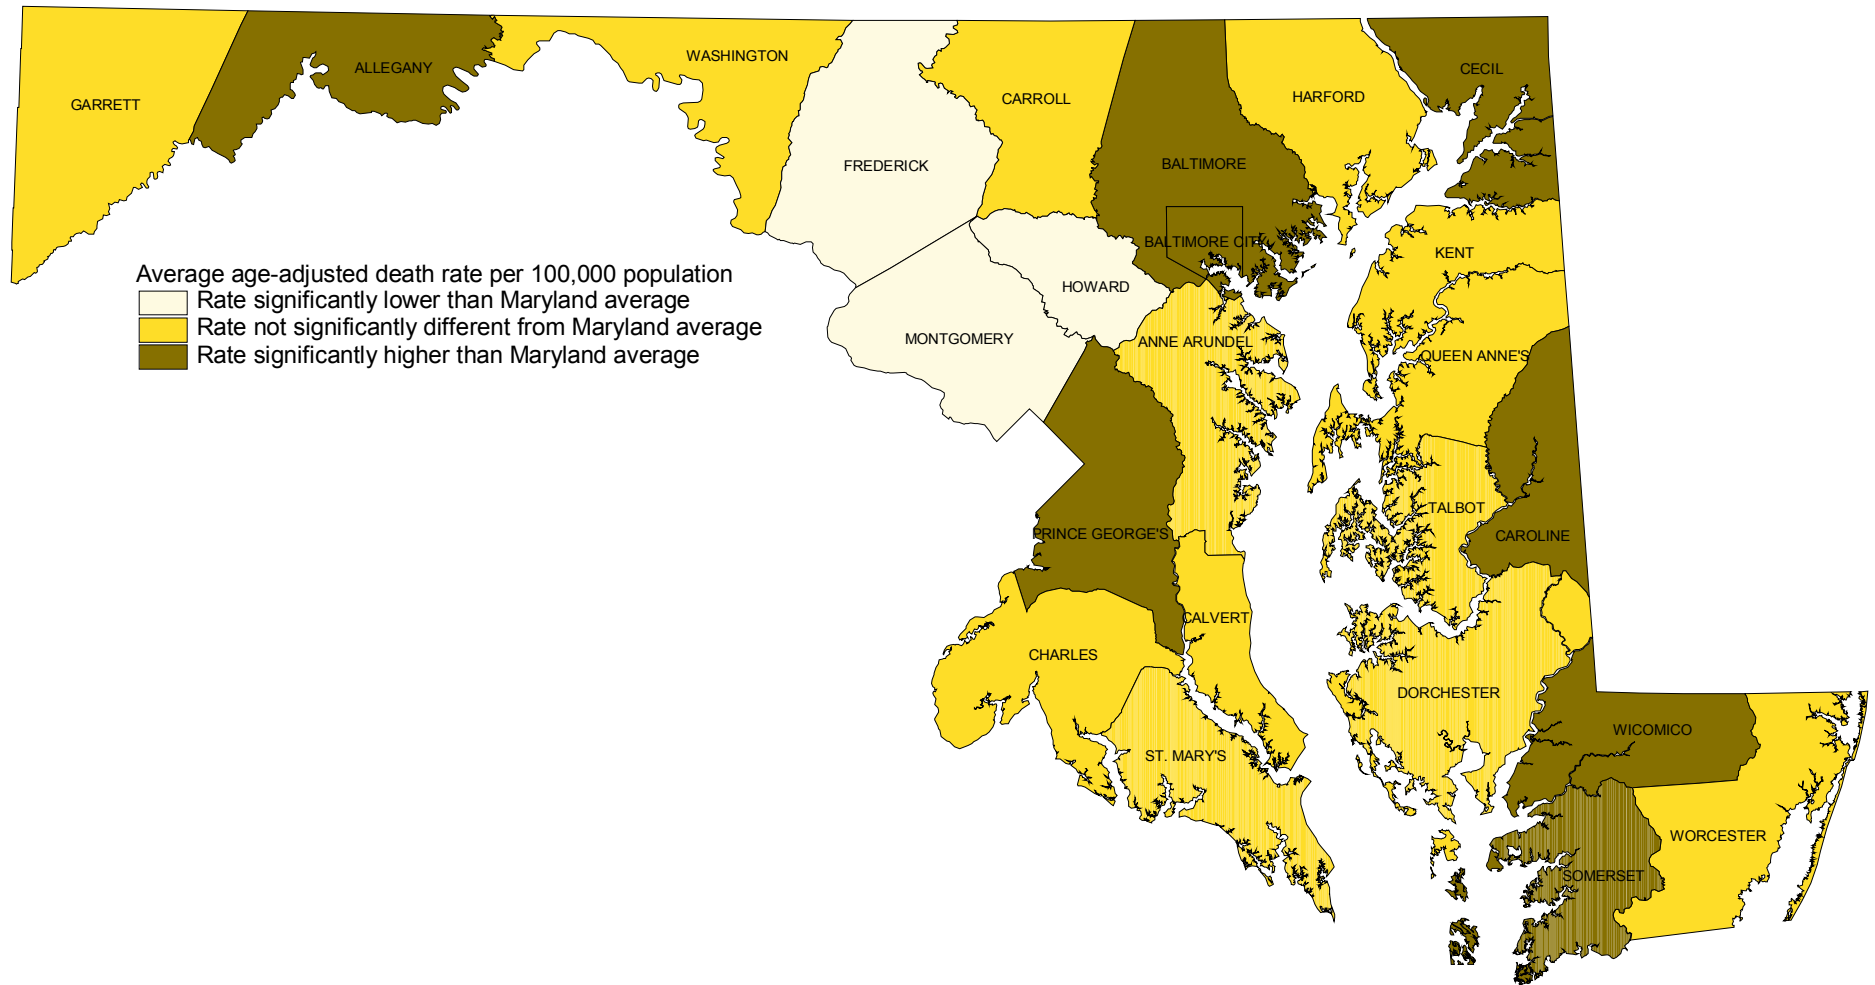 WASHINGTON
ALLEGANY
CECIL
GARRETT
CARROLL
HARFORD
FREDERICK
BALTIMORE
BALTIMORE CITY
KENT
Average age-adjusted death rate per 100,000 population
Rate significantly lower than Maryland average
Rate not significantly different from Maryland average
Rate significantly higher than Maryland average
HOWARD
MONTGOMERY
ANNE ARUNDEL
QUEEN ANNE'S
TALBOT
PRINCE GEORGE'S
CAROLINE
CALVERT
CHARLES
DORCHESTER
WICOMICO
ST. MARY'S
WORCESTER
SOMERSET